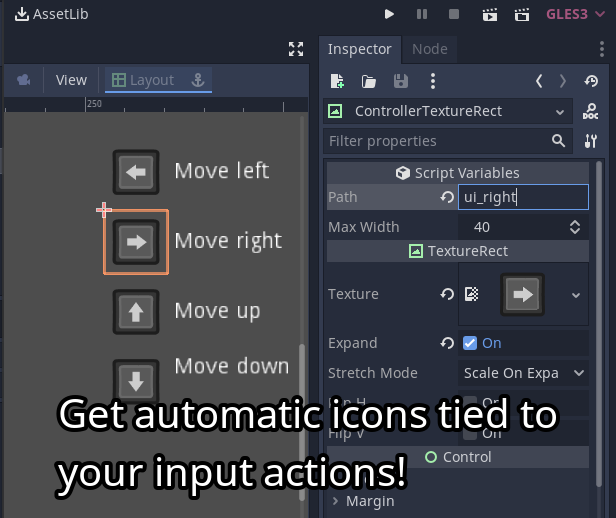 AssetLib
GLES3
Inspector
Node
View
Layout
250
ControllerTextureRect
DOC
Filter properties
Script Variables
Path
ui_right
Max Width
40
TextureRect
Texture
Expand
On
Stretch Mode
Scale On Expa
Flip H
On
Flip V
On
Control
Margin
Move left
Move right
Move up
Move down
Get automatic icons tied to
your input actions!